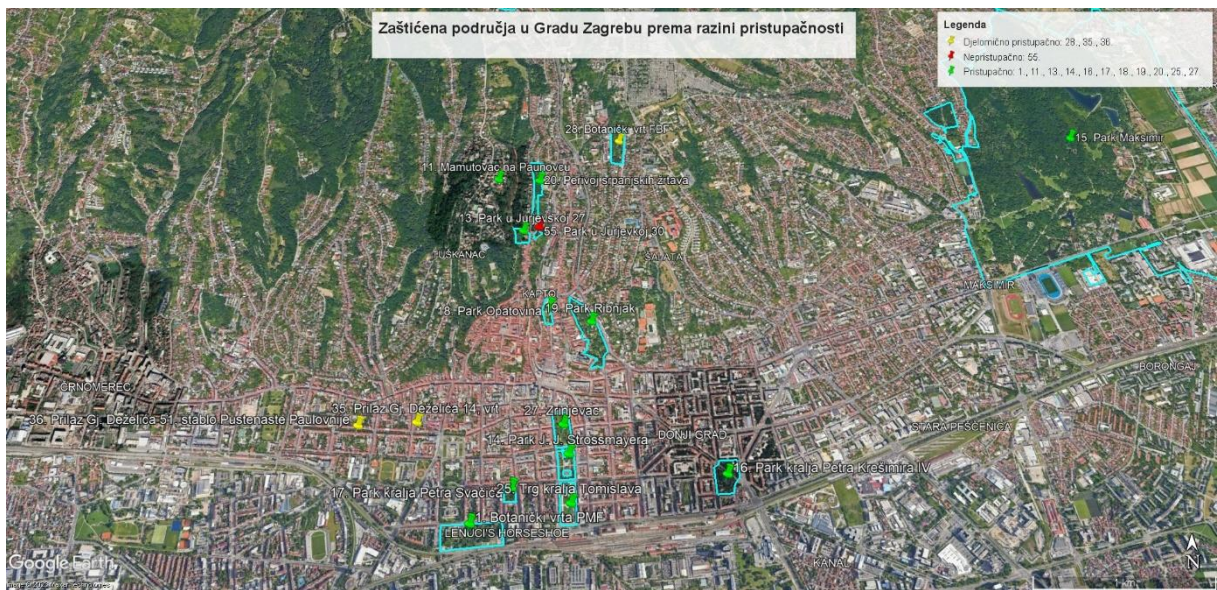 Zaštićena područja u Gradu Zagrebu prema razini pristupačnosti
Legenda
Djelomično pristupačno: 28., 35., 36.
Nepristupačno: 55.
Pristupačno: 1., 11., 13., 14., 16., 17., 18., 19., 20., 25., 27.
28. Botanički vrt FBF
15. Park Maksimir
11. Mamutovac na Paunovcu
20. Perivoj srpanjskih žrtava
13. Park u Jurjevskoj 27
55. Park u Jurjevkoj 30
TUŠKANAC
ŠALATA
MAKSIMIR
KAPTOL
18. Park Opatovina
19. Park Ribnjak
BORONGAJ
ČRNOMEREC
35. Prilaz Gj. Deželića 14, vrt
36. Prilaz Gj. Deželića 51, stablo Pustenaste Paulovnije
27. Zrinjevac
STARA PEŠČENICA
DONJI GRAD
14. Park J. J. Strossmayera
16. Park kralja Petra Krešimira IV
17. Park kralja Petra Svačića
25. Trg kralja Tomislava
1. Botanički vrta PMF
LENUCI'S HORSESHOE
KANAL
Google Earth
N
1 km